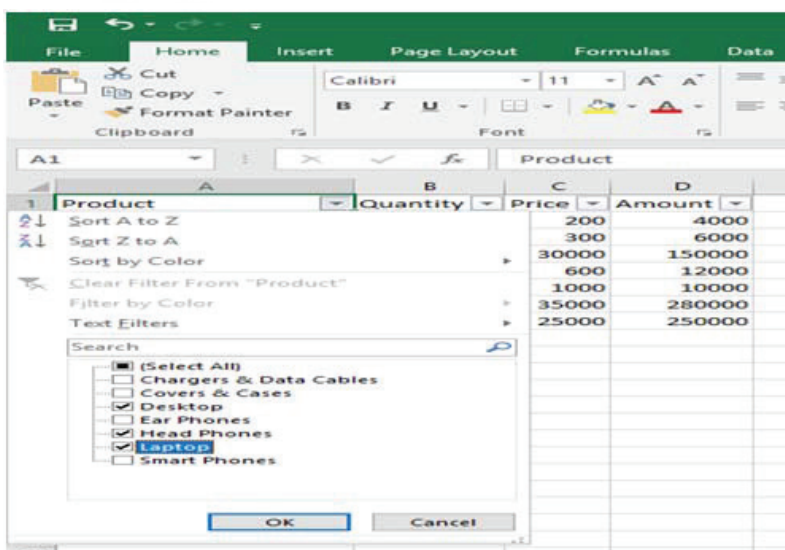 File Home Insert Page Layout Formulas Data
Cut
Copy
Paste
Format Painter
Clipboard
Calibri 11 A A
B I U A
Font
A1 fx Product
A B C D
1 Product Quantity Price Amount
Sort A to Z 200 4000
Sort Z to A 300 6000
Sort by Color 30000 150000
600 12000
Clear Filter From "Product" 1000 10000
Filter by Color 35000 280000
Text Filters 25000 250000
Search
(Select All)
Chargers & Data Cables
Covers & Cases
Desktop
Ear Phones
Head Phones
Laptop
Smart Phones
OK Cancel